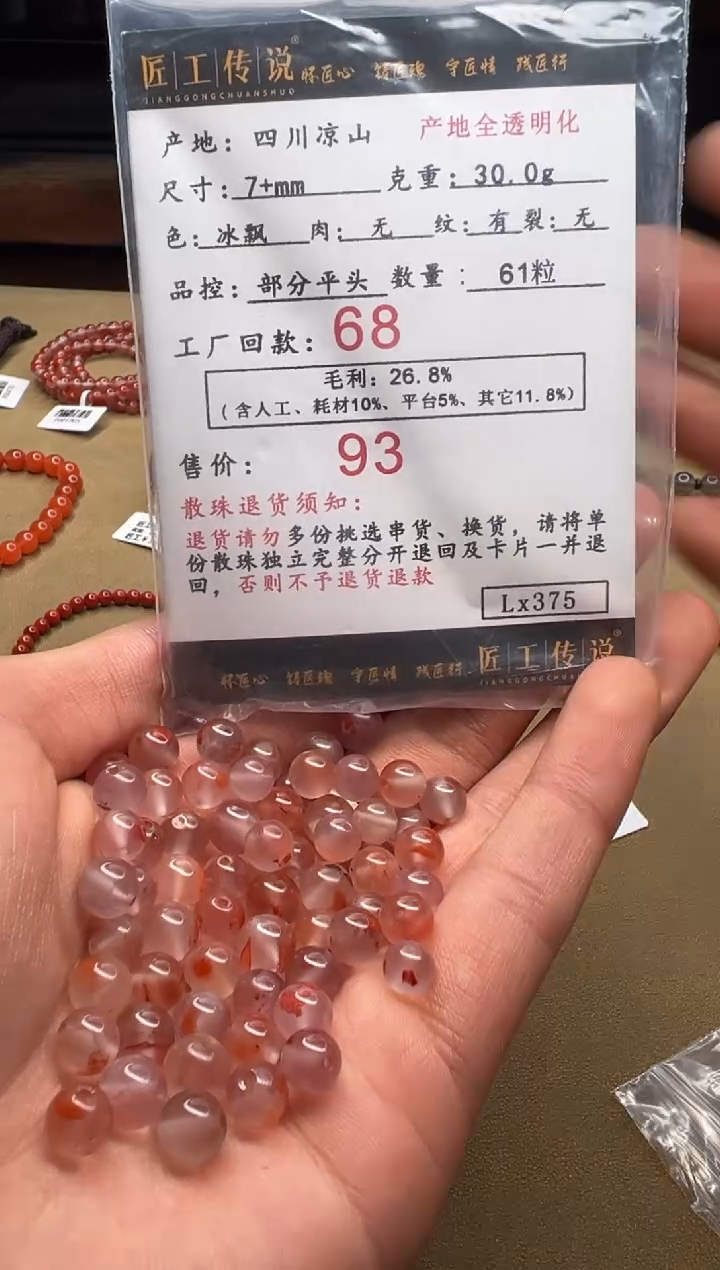 匠工传说® 怀匠心 铸匠魂 守匠情 践匠行
JIANGGONGCHUANSHUO
产地: 四川凉山 产地全透明化
尺寸: 7+mm 克重: 30.0g
色: 冰飘 肉: 无 纹: 有 裂: 无
品控: 部分平头 数量: 61粒
工厂回款: 68
毛利: 26.8%
(含人工、耗材10%、平台5%、其它11.8%)
售价: 93
散珠退货须知:
退货请勿多份挑选串货、换货, 请将单
份散珠独立完整分开退回及卡片一并退
回, 否则不予退货退款
Lx375
怀匠心 铸匠魂 守匠情 践匠行 匠工传说®